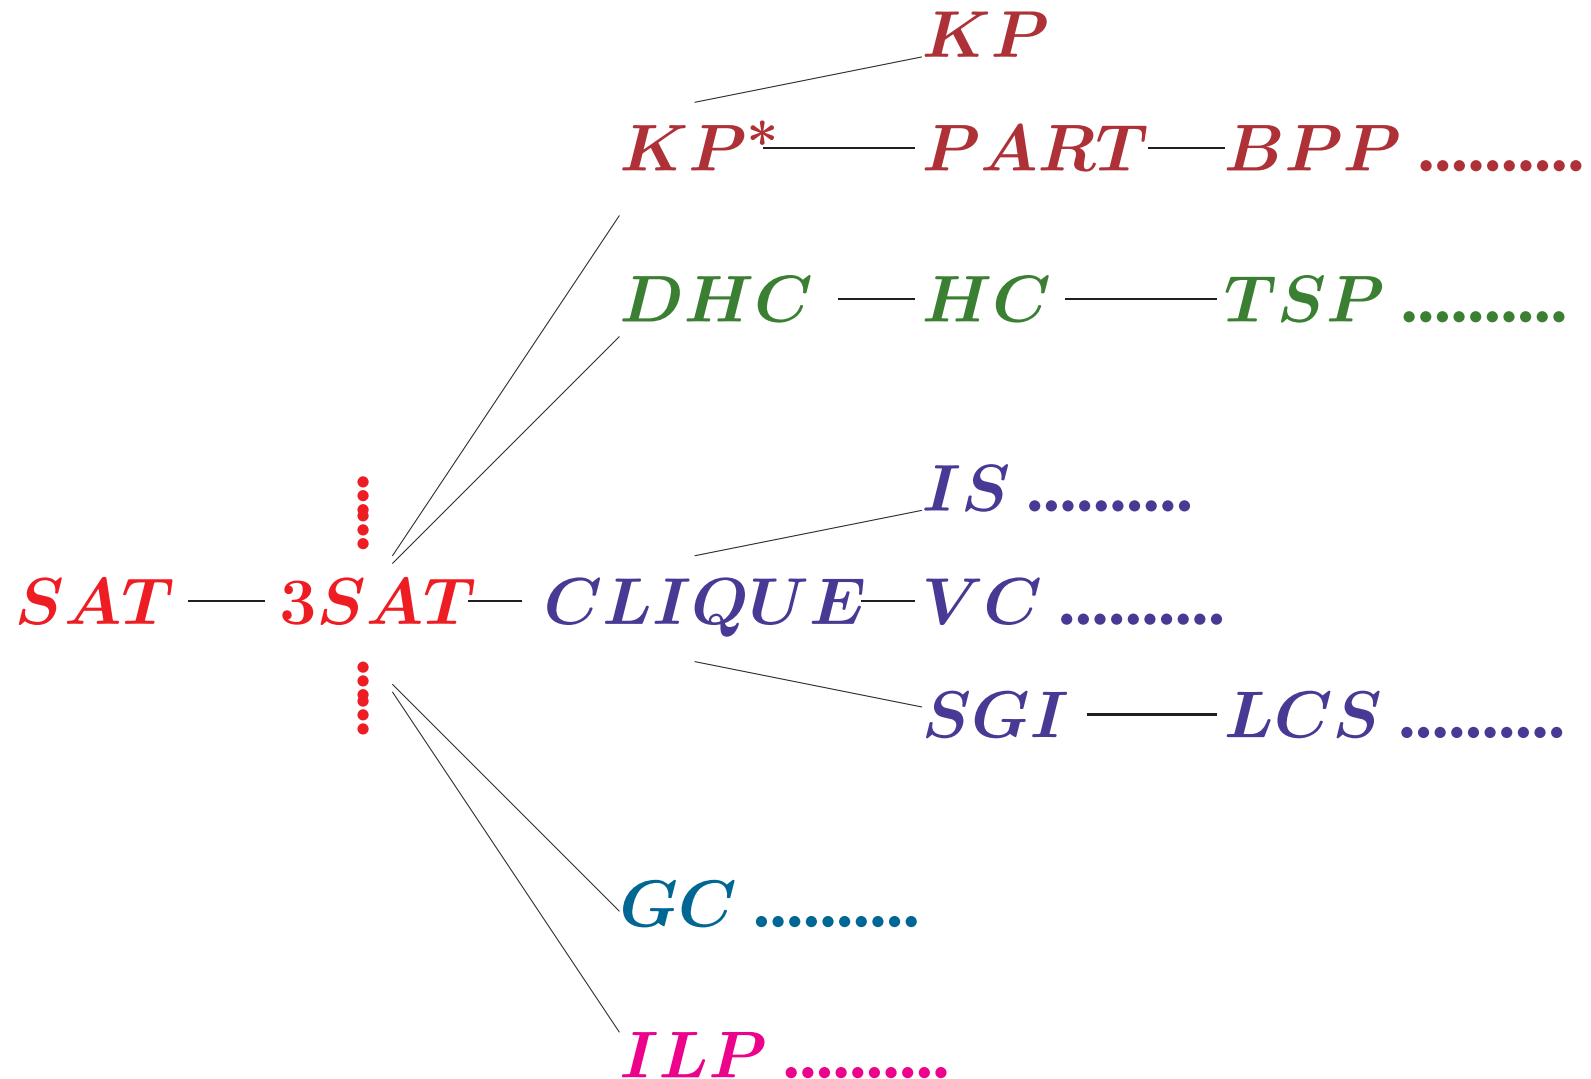 KP
KP* PART BPP ..........
DHC HC TSP ..........
IS ..........
SAT 3SAT CLIQUE VC ..........
SGI LCS ..........
GC ..........
ILP ..........